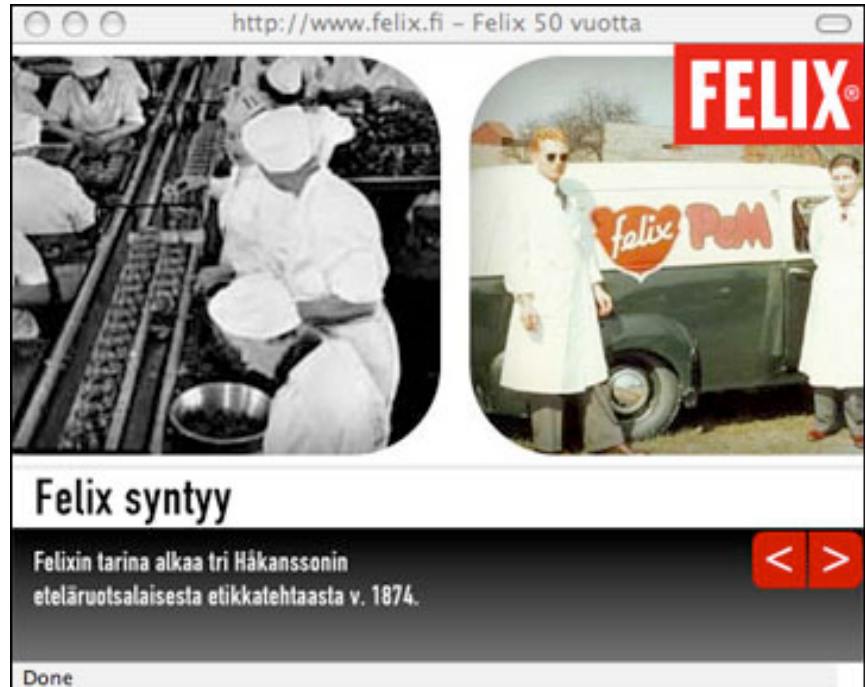 http://www.felix.fi – Felix 50 vuotta
FELIX®
felix PeM
Felix syntyy
Felixin tarina alkaa tri Håkanssonin
eteläruotsalaisesta etikkatehtaasta v. 1874.
< >
Done